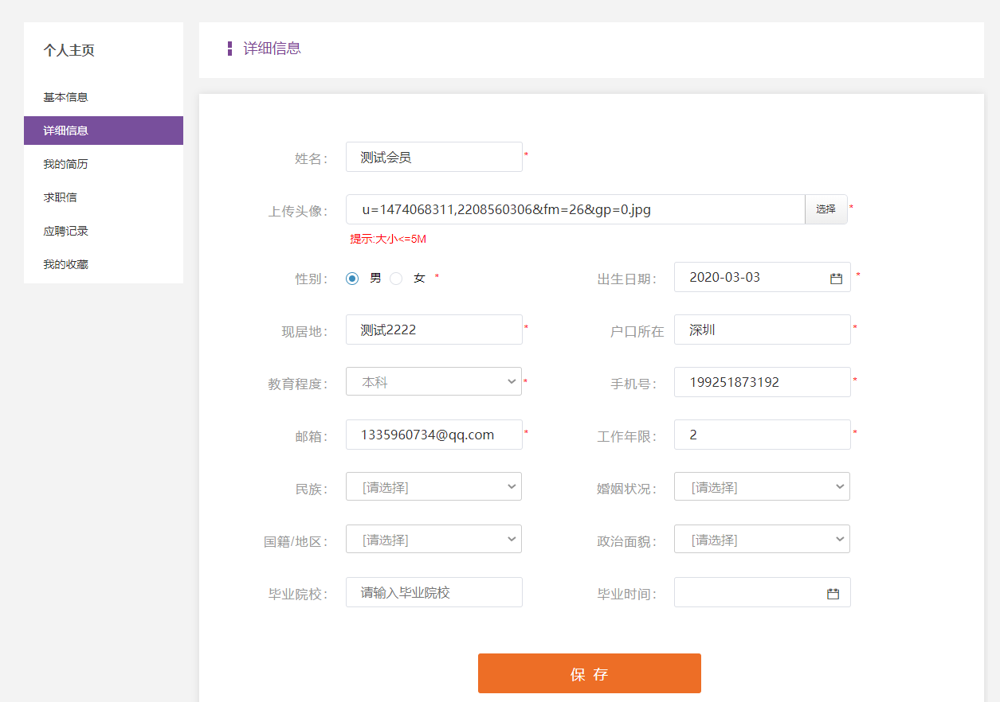 个人主页
基本信息
详细信息
我的简历
求职信
应聘记录
我的收藏
详细信息
姓名： 测试会员 *
上传头像： u=1474068311,2208560306&fm=26&gp=0.jpg 选择 *
提示:大小<=5M
性别： 男 女 * 出生日期： 2020-03-03 *
现居地： 测试2222 * 户口所在 深圳 *
教育程度： 本科 * 手机号： 199251873192 *
邮箱： 1335960734@qq.com * 工作年限： 2 *
民族： [请选择] 婚姻状况： [请选择]
国籍/地区： [请选择] 政治面貌： [请选择]
毕业院校： 请输入毕业院校 毕业时间：
保 存